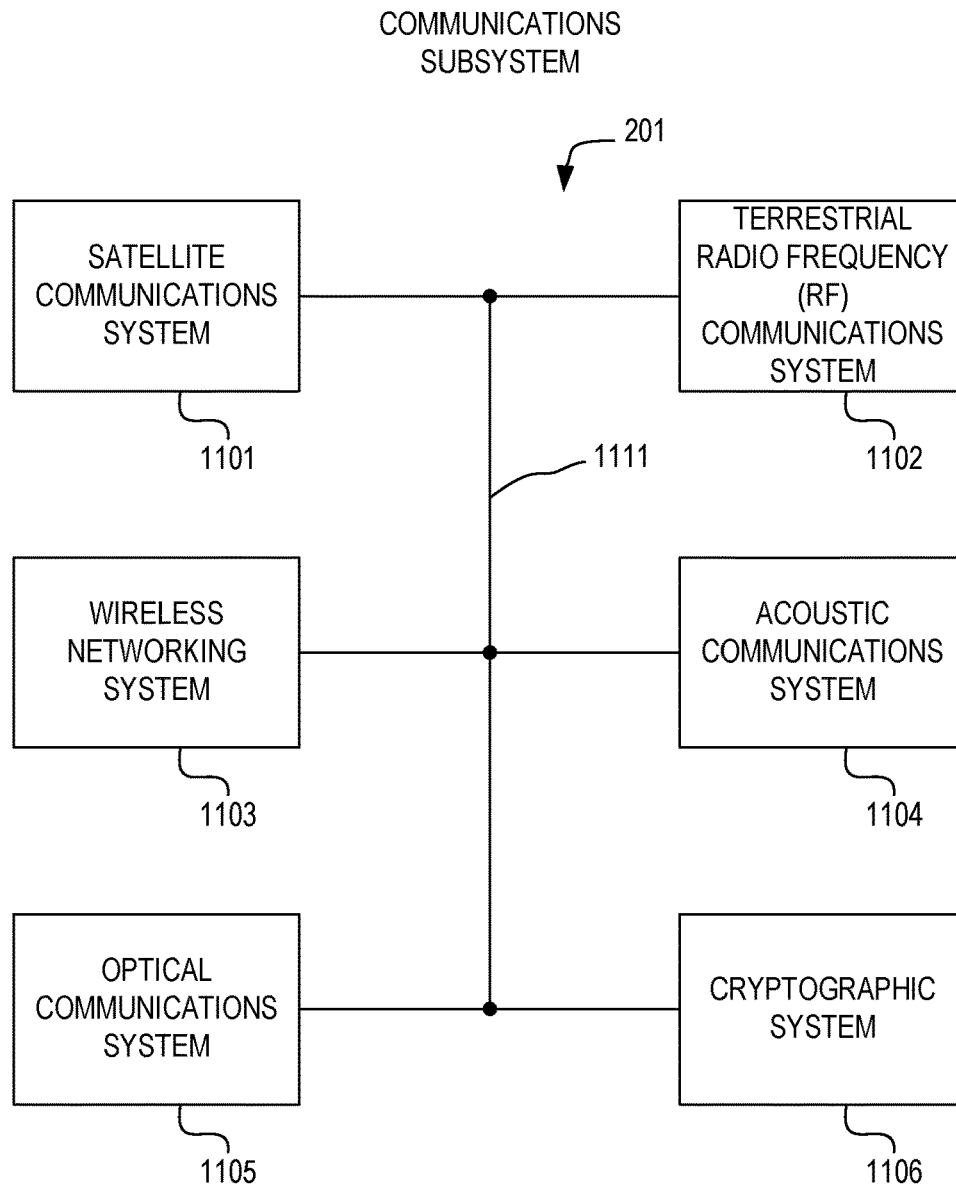 COMMUNICATIONS
SUBSYSTEM
201
SATELLITE
COMMUNICATIONS
SYSTEM
1101
TERRESTRIAL
RADIO FREQUENCY
(RF)
COMMUNICATIONS
SYSTEM
1102
1111
WIRELESS
NETWORKING
SYSTEM
1103
ACOUSTIC
COMMUNICATIONS
SYSTEM
1104
OPTICAL
COMMUNICATIONS
SYSTEM
1105
CRYPTOGRAPHIC
SYSTEM
1106